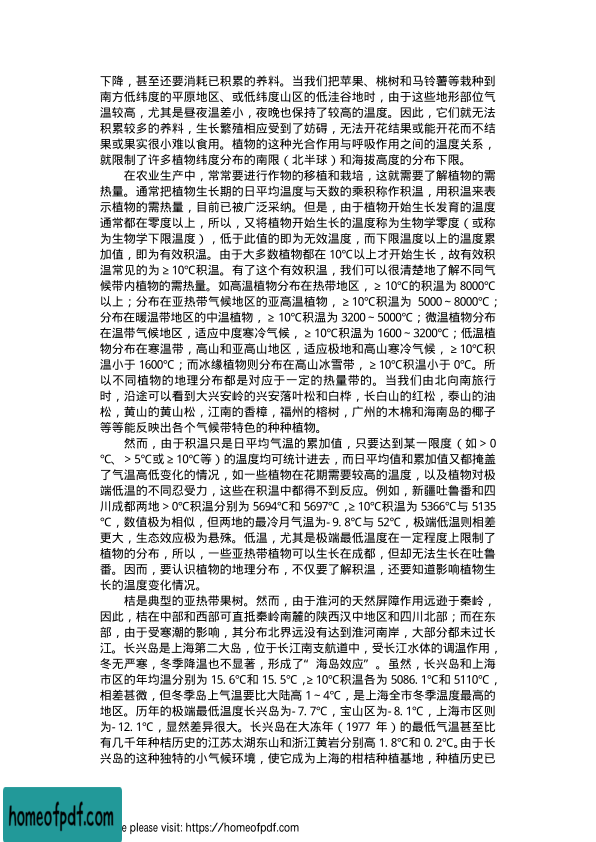 下降，甚至还要消耗已积累的养料。当我们把苹果、桃树和马铃薯等栽种到
南方低纬度的平原地区、或低纬度山区的低洼谷地时，由于这些地形部位气
温较高，尤其是昼夜温差小，夜晚也保持了较高的温度。因此，它们就无法
积累较多的养料，生长繁殖相应受到了妨碍，无法开花结果或能开花而不结
果或果实很小难以食用。植物的这种光合作用与呼吸作用之间的温度关系，
就限制了许多植物纬度分布的南限（北半球）和海拔高度的分布下限。
在农业生产中，常常要进行作物的移植和栽培，这就需要了解植物的需
热量。通常把植物生长期的日平均温度与天数的乘积称作积温，用积温来表
示植物的需热量，目前已被广泛采纳。但是，由于植物开始生长发育的温度
通常都在零度以上，所以，又将植物开始生长的温度称为生物学零度（或称
为生物学下限温度），低于此值的即为无效温度，而下限温度以上的温度累
加值，即为有效积温。由于大多数植物都在 10℃以上才开始生长，故有效积
温常见的为≥10℃积温。有了这个有效积温，我们可以很清楚地了解不同气
候带内植物的需热量。如高温植物分布在热带地区，≥10℃的积温为 8000℃
以上；分布在亚热带气候地区的亚高温植物，≥10℃积温为 5000～8000℃；
分布在暖温带地区的中温植物，≥10℃积温为 3200～5000℃；微温植物分布
在温带气候地区，适应中度寒冷气候，≥10℃积温为 1600～3200℃；低温植
物分布在寒温带，高山和亚高山地区，适应极地和高山寒冷气候，≥10℃积
温小于 1600℃；而冰缘植物则分布在高山冰雪带，≥10℃积温小于 0℃。所
以不同植物的地理分布都是对应于一定的热量带的。当我们由北向南旅行
时，沿途可以看到大兴安岭的兴安落叶松和白桦，长白山的红松，泰山的油
松，黄山的黄山松，江南的香樟，福州的榕树，广州的木棉和海南岛的椰子
等等能反映出各个气候带特色的种种植物。
然而，由于积温只是日平均气温的累加值，只要达到某一限度（如＞0
℃、＞5℃或≥10℃等）的温度均可统计进去，而日平均值和累加值又都掩盖
了气温高低变化的情况，如一些植物在花期需要较高的温度，以及植物对极
端低温的不同忍受力，这些在积温中都得不到反应。例如，新疆吐鲁番和四
川成都两地＞0℃积温分别为 5694℃和 5697℃，≥10℃积温为 5366℃与 5135
℃，数值极为相似，但两地的最冷月气温为-9.8℃与 52℃，极端低温则相差
更大，生态效应极为悬殊。低温，尤其是极端最低温度在一定程度上限制了
植物的分布，所以，一些亚热带植物可以生长在成都，但却无法生长在吐鲁
番。因而，要认识植物的地理分布，不仅要了解积温，还要知道影响植物生
长的温度变化情况。
桔是典型的亚热带果树。然而，由于淮河的天然屏障作用远逊于秦岭，
因此，桔在中部和西部可直抵秦岭南麓的陕西汉中地区和四川北部；而在东
部，由于受寒潮的影响，其分布北界远没有达到淮河南岸，大部分都未过长
江。长兴岛是上海第二大岛，位于长江南支航道中，受长江水体的调温作用，
冬无严寒，冬季降温也不显著，形成了“海岛效应”。虽然，长兴岛和上海
市区的年均温分别为 15.6℃和 15.5℃，≥10℃积温各为 5086.1℃和 5110℃，
相差甚微，但冬季岛上气温要比大陆高 1～4℃，是上海全市冬季温度最高的
地区。历年的极端最低温度长兴岛为-7.7℃，宝山区为-8.1℃，上海市区则
为-12.1℃，显然差异很大。长兴岛在大冻年（1977 年）的最低气温甚至比
有几千年种桔历史的江苏太湖东山和浙江黄岩分别高 1.8℃和 0.2℃。由于长
兴岛的这种独特的小气候环境，使它成为上海的柑桔种植基地，种植历史已
homeofpdf.com
e please visit: https://homeofpdf.com